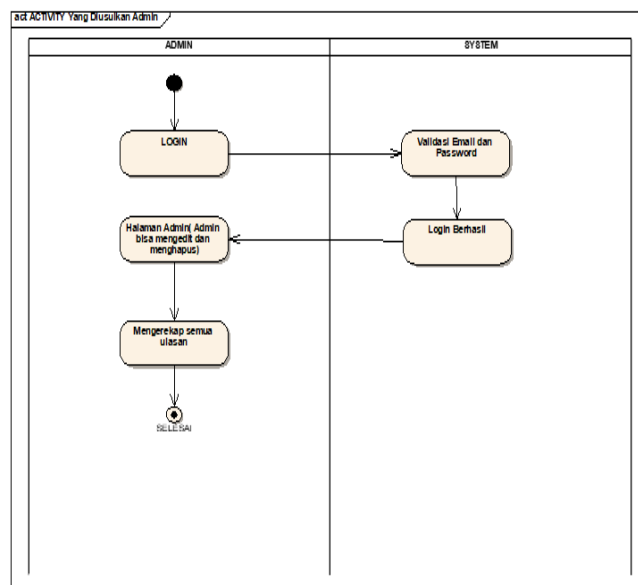 act ACTIVITY Yang Diusulkan Admin
ADMIN
SYSTEM
LOGIN
Validasi Email dan
Password
Halaman Admin( Admin
bisa mengedit dan
menghapus)
Login Berhasil
Mengerekap semua
ulasan
SELESAI